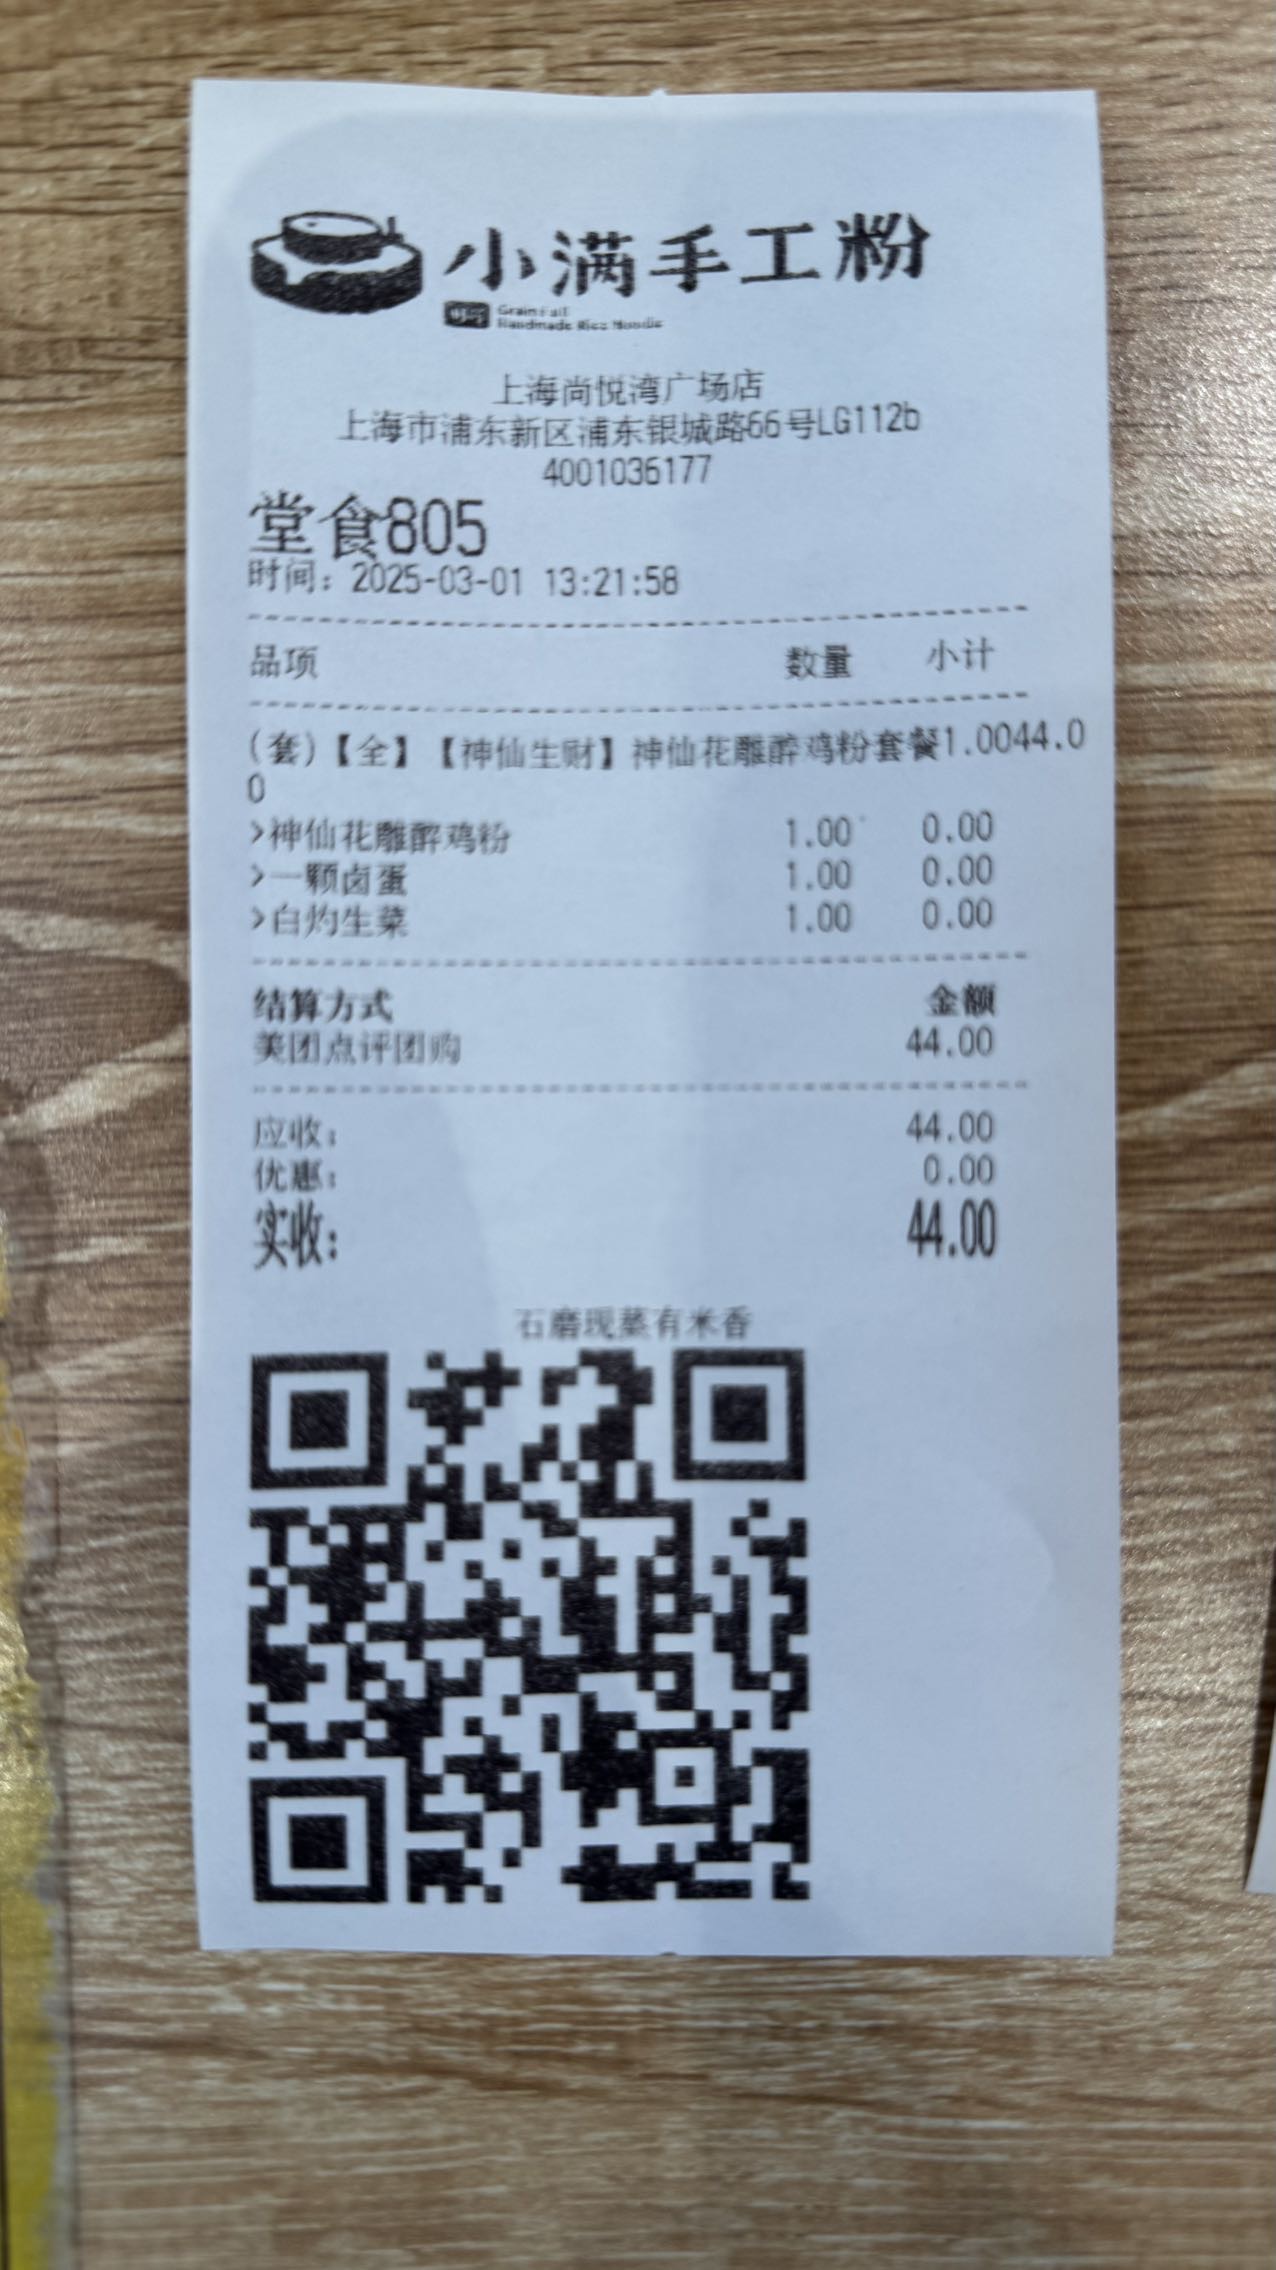 小满手工粉
Grain Full
Handmade Rice Noodle
上海尚悦湾广场店
上海市浦东新区浦东银城路66号LG112b
4001036177
堂食805
时间：2025-03-01 13:21:58
品项 数量 小计
(套)【全】【神仙生财】神仙花雕醉鸡粉套餐1.0044.0
0
>神仙花雕醉鸡粉 1.00 0.00
>一颗卤蛋 1.00 0.00
>白灼生菜 1.00 0.00
结算方式 金额
美团点评团购 44.00
应收： 44.00
优惠： 0.00
实收： 44.00
石磨现蒸有米香